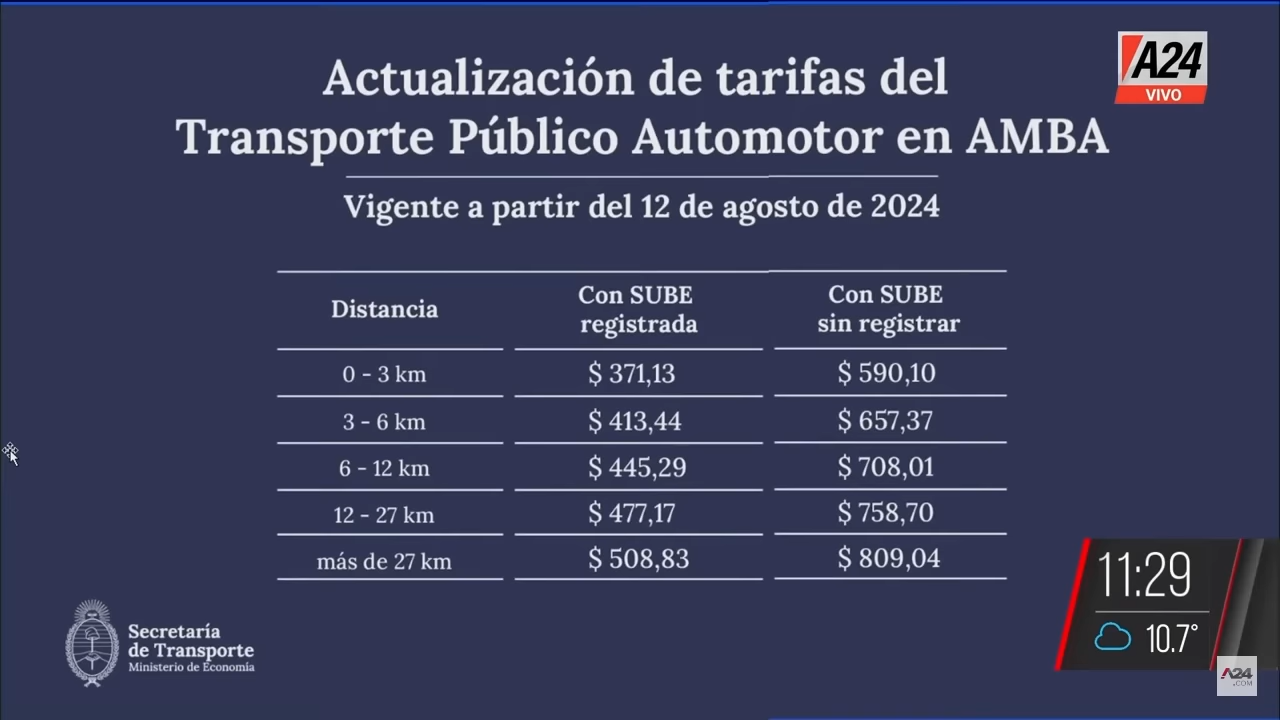 A24
VIVO
Actualización de tarifas del
Transporte Público Automotor en AMBA
Vigente a partir del 12 de agosto de 2024
Distancia
Con SUBE
registrada
Con SUBE
sin registrar
0 - 3 km $ 371,13 $ 590,10
3 - 6 km $ 413,44 $ 657,37
6 - 12 km $ 445,29 $ 708,01
12 - 27 km $ 477,17 $ 758,70
más de 27 km $ 508,83 $ 809,04
Secretaría
de Transporte
Ministerio de Economía
11:29
10.7°
A24
.COM